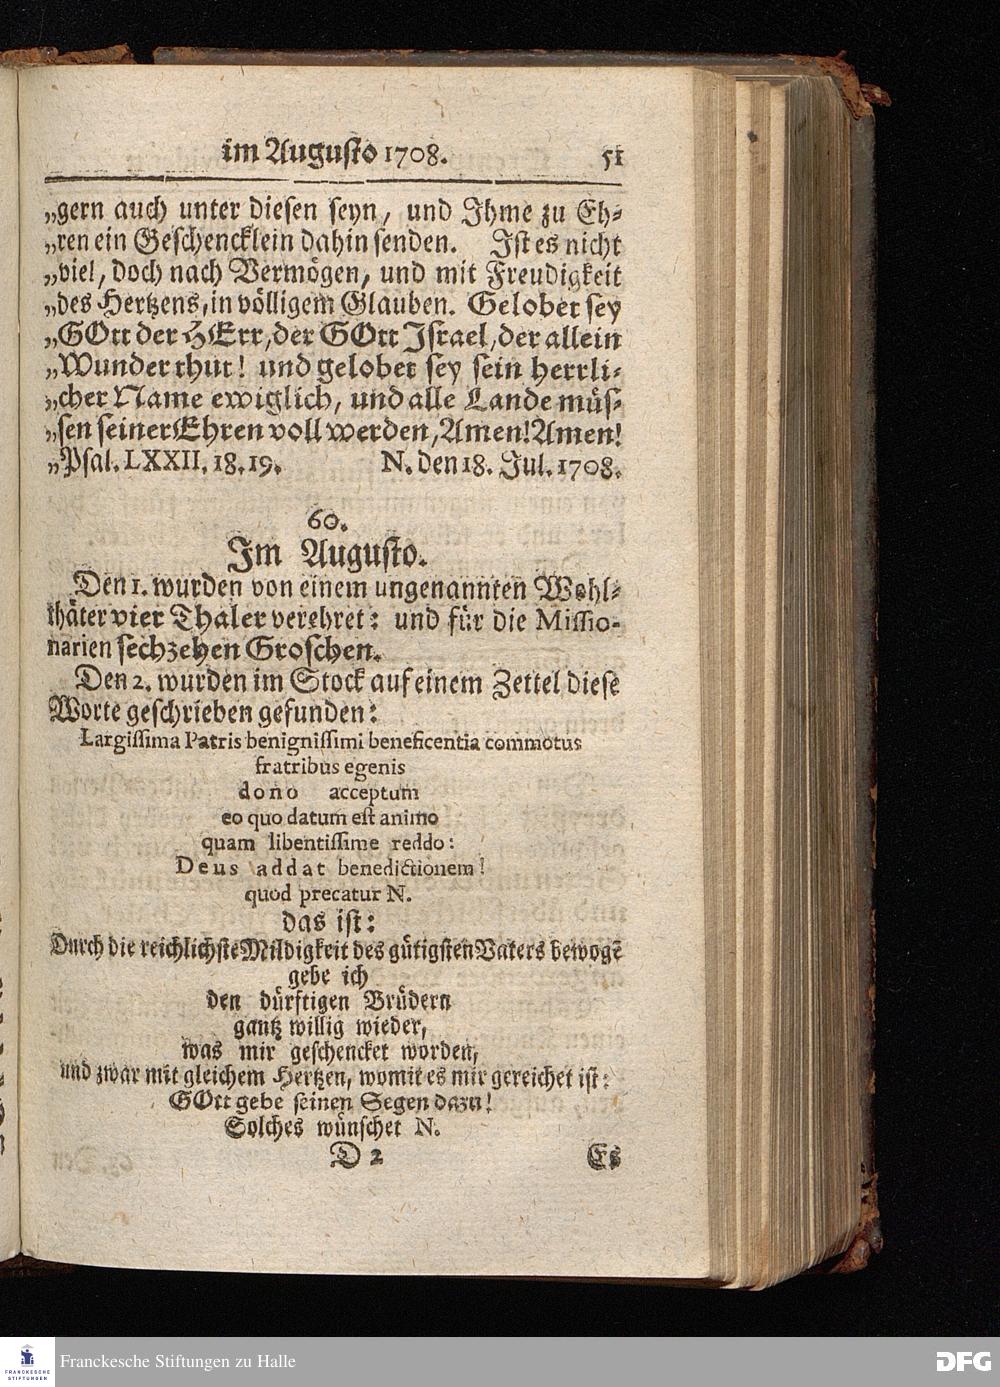 im Augusto 1708. 51
„gern auch unter diesen seyn, und Ihme zu Eh-
„ren ein Geschencklein dahin senden. Ist es nicht
„viel, doch nach Vermögen, und mit Freudigkeit
„des Hertzens, in völligem Glauben. Gelobet sey
„GOtt der HErr, der GOtt Israel, der allein
„Wunder thut! und gelobet sey sein herrli-
„cher Name ewiglich, und alle Lande müs-
„sen seiner Ehren voll werden, Amen! Amen!
„Psal. LXXII, 18. 19. N. den 18. Jul. 1708.
60.
Im Augusto.
Den 1. wurden von einem ungenannten Wohl-
thäter vier Thaler verehret: und für die Missio-
narien sechzehen Groschen.
Den 2. wurden im Stock auf einem Zettel diese
Worte geschrieben gefunden:
Largissima Patris benignissimi beneficentia commotus
fratribus egenis
dono acceptum
eo quo datum est animo
quam libentissime reddo:
Deus addat benedictionem!
quod precatur N.
das ist:
Durch die reichlichste Mildigkeit des gütigsten Vaters bewogẽ
gebe ich
den dürftigen Brüdern
gantz willig wieder,
was mir geschencket worden,
und zwar mit gleichem Hertzen, womit es mir gereichet ist:
GOtt gebe seinen Segen dazu!
Solches wünschet N.
D 2 Es
Franckesche Stiftungen zu Halle
FRANCKESCHE
STIFTUNGEN
DFG